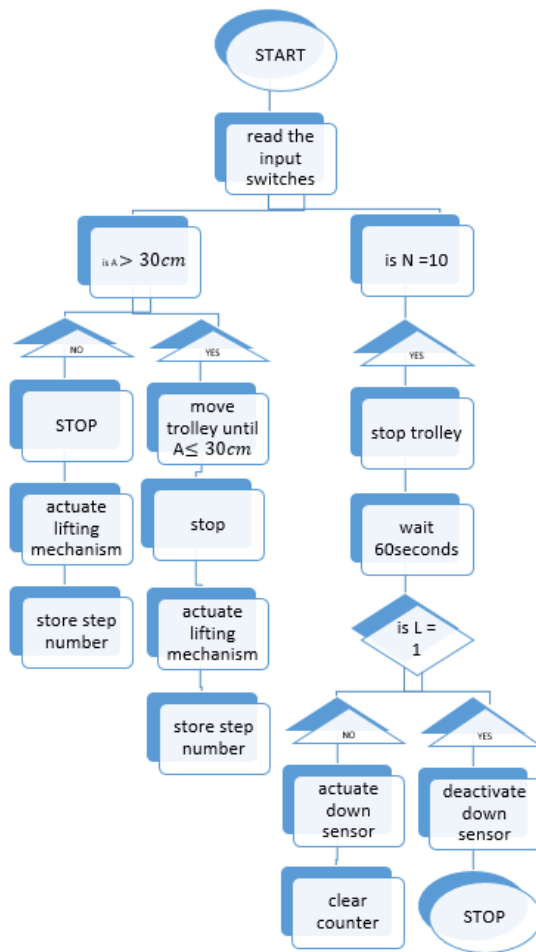 START
read the
input
switches
is A > 30cm
is N =10
NO
YES
YES
STOP
move
trolley until
A≤ 30cm
stop trolley
actuate
lifting
mechanism
stop
wait
60seconds
store step
number
actuate
lifting
mechanism
is L =
1
store step
number
NO
YES
actuate
down
sensor
deactivate
down
sensor
clear
counter
STOP